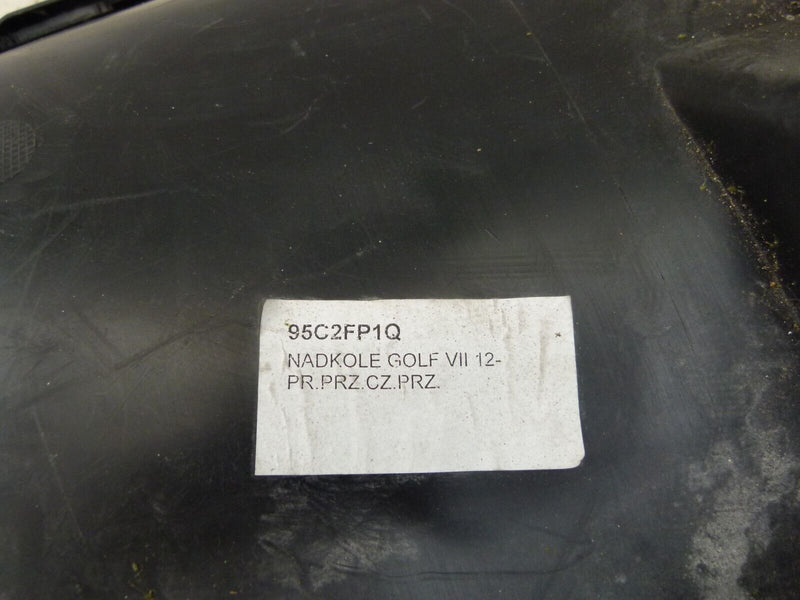 95C2FP1Q
NADKOLE GOLF VII 12-
PR.PRZ.CZ.PRZ.